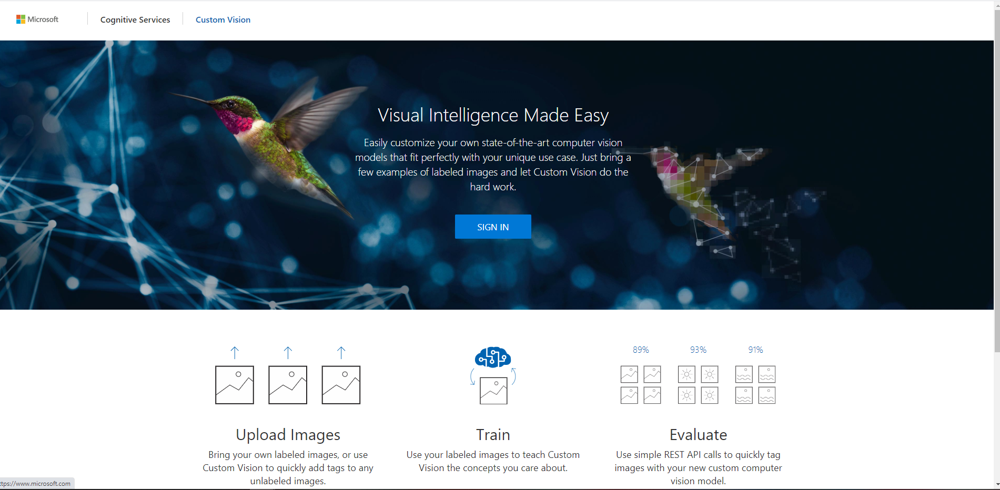 Microsoft
Cognitive Services
Custom Vision
Visual Intelligence Made Easy
Easily customize your own state-of-the-art computer vision
models that fit perfectly with your unique use case. Just bring a
few examples of labeled images and let Custom Vision do the
hard work.
SIGN IN
89%
93%
91%
Upload Images
Bring your own labeled images, or use
Custom Vision to quickly add tags to any
unlabeled images.
Train
Use your labeled images to teach Custom
Vision the concepts you care about.
Evaluate
Use simple REST API calls to quickly tag
images with your new custom computer
vision model.
ttps://www.microsoft.com